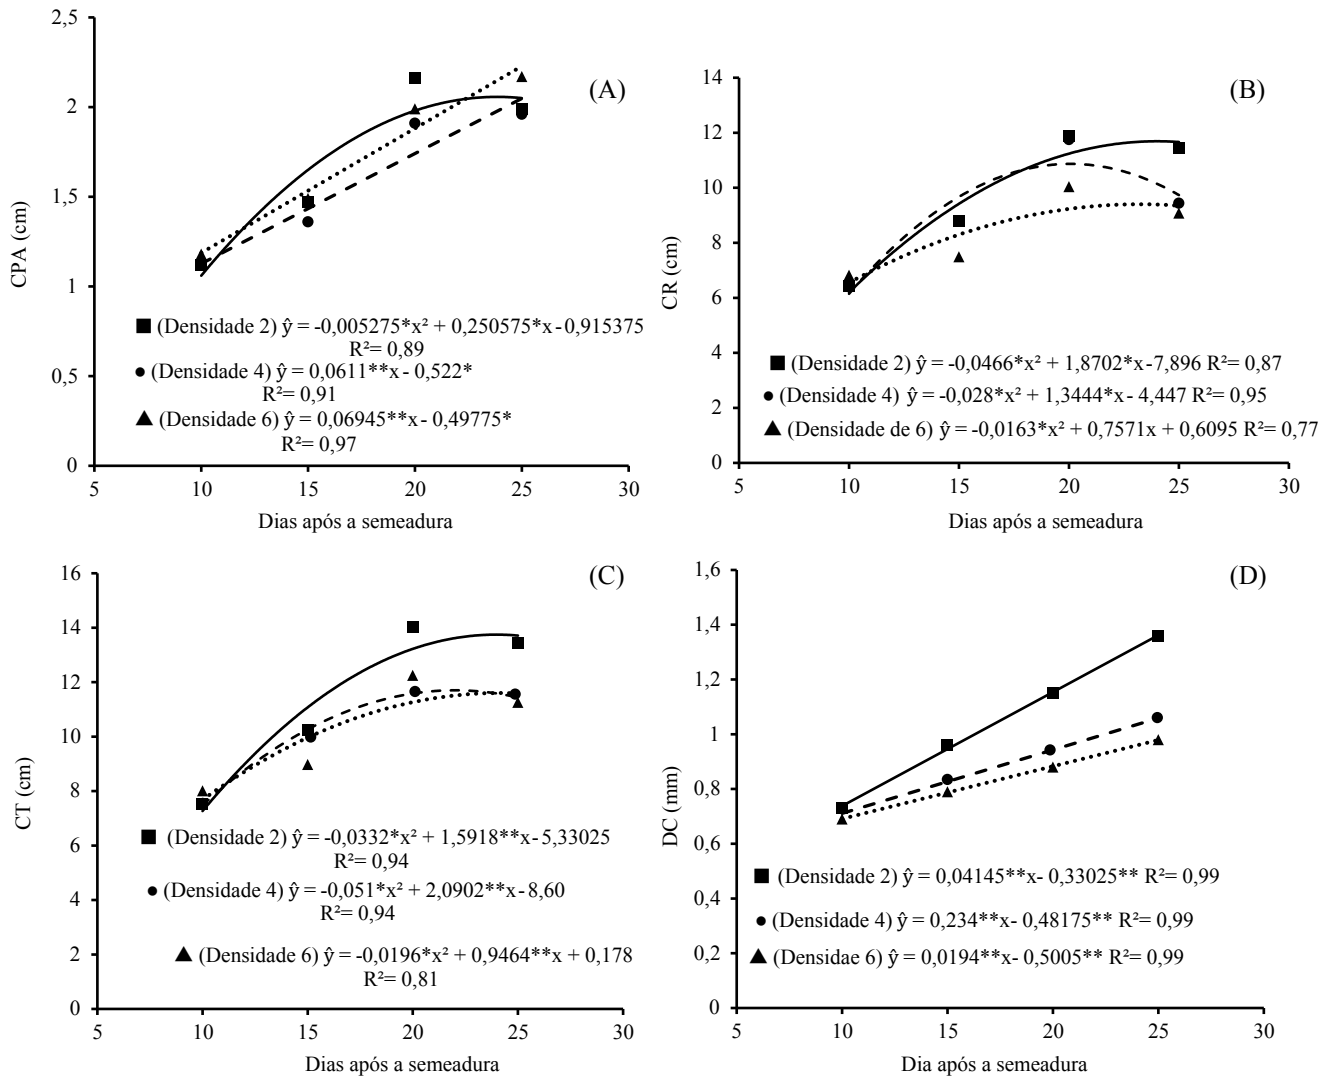 2,5
2
1,5
1
0,5
0
5
10
15
20
25
30
CPA (cm)
Dias após a semeadura
(A)
(Densidade 2) ŷ = -0,005275*x² + 0,250575*x-0,915375
R²= 0,89
(Densidade 4) ŷ = 0,0611**x - 0,522*
R²= 0,91
(Densidade 6) ŷ = 0,06945**x - 0,49775*
R²= 0,97
14
12
10
8
6
4
2
0
5
10
15
20
25
30
CR (cm)
Dias após a semeadura
(B)
(Densidade 2) ŷ = -0,0466*x² + 1,8702*x-7,896 R²= 0,87
(Densidade 4) ŷ = -0,028*x² + 1,3444*x- 4,447 R²= 0,95
(Densidade de 6) ŷ = -0,0163*x² + 0,7571x + 0,6095 R²= 0,77
16
14
12
10
8
6
4
2
0
5
10
15
20
25
30
CT (cm)
Dias após a semeadura
(C)
(Densidade 2) ŷ = -0,0332*x² + 1,5918**x-5,33025
R²= 0,94
(Densidade 4) ŷ = -0,051*x² + 2,0902**x-8,60
R²= 0,94
(Densidade 6) ŷ = -0,0196*x² + 0,9464**x + 0,178
R²= 0,81
1,6
1,4
1,2
1
0,8
0,6
0,4
0,2
0
5
10
15
20
25
30
DC (mm)
Dia após a semeadura
(D)
(Densidade 2) ŷ = 0,04145**x- 0,33025** R²= 0,99
(Densidade 4) ŷ = 0,234**x- 0,48175** R²= 0,99
(Densidae 6) ŷ = 0,0194**x- 0,5005** R²= 0,99